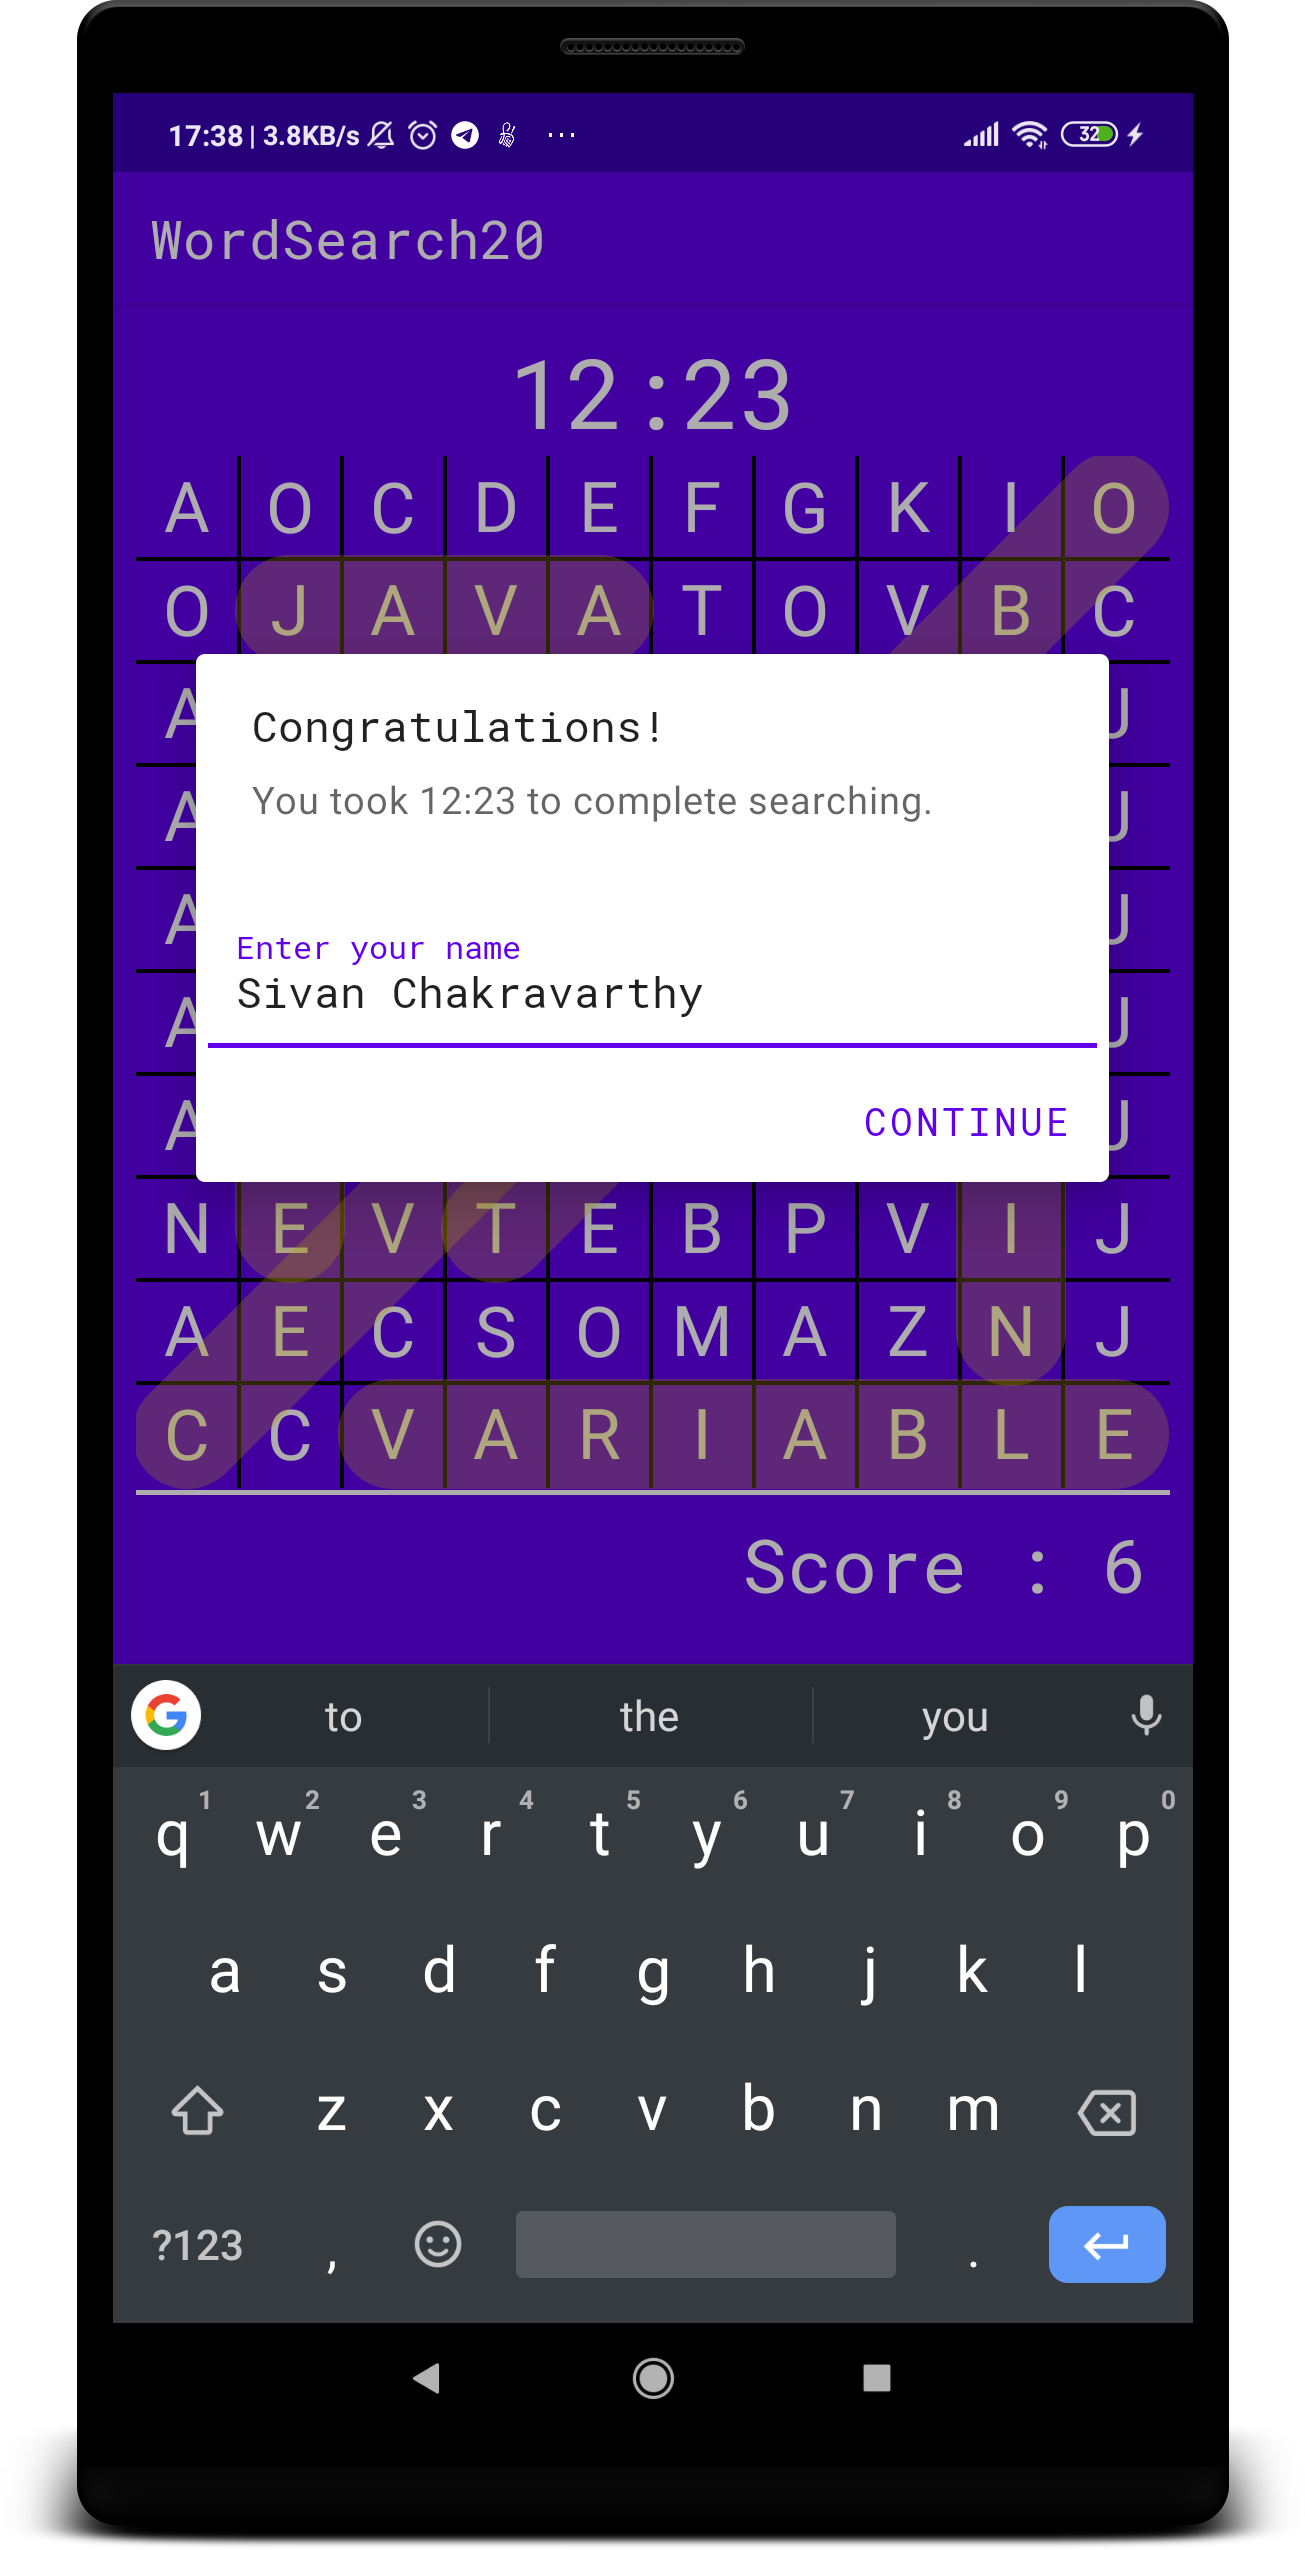 17:38 | 3.8KB/s ... 32
WordSearch20
12:23
A O C D E F G K I O
O J A V A T O V B C
A J
Congratulations!
You took 12:23 to complete searching.
A J
A J
Enter your name
Sivan Chakravarthy
A J
A J
CONTINUE
N E V T E B P V I J
A E C S O M A Z N J
C C V A R I A B L E
Score : 6
to the you
1 2 3 4 5 6 7 8 9 0
q w e r t y u i o p
a s d f g h j k l
z x c v b n m
?123 , .